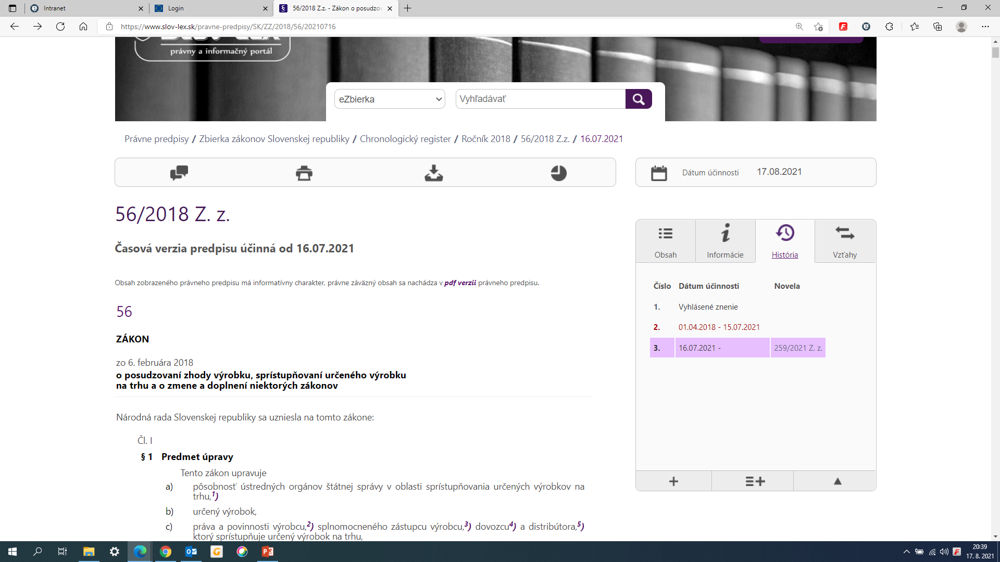 Intranet
Login
56/2018 Z.z. - Zákon o posudzov
https://www.slov-lex.sk/pravne-predpisy/SK/ZZ/2018/56/20210716
právny a informačný portál
eZbierka
Vyhľadávať
Právne predpisy / Zbierka zákonov Slovenskej republiky / Chronologický register / Ročník 2018 / 56/2018 Z.z. / 16.07.2021
Dátum účinnosti 17.08.2021
56/2018 Z. z.
Časová verzia predpisu účinná od 16.07.2021
Obsah zobrazeného právneho predpisu má informatívny charakter, právne záväzný obsah sa nachádza v pdf verzii právneho predpisu.
56
ZÁKON
zo 6. februára 2018
o posudzovaní zhody výrobku, sprístupňovaní určeného výrobku
na trhu a o zmene a doplnení niektorých zákonov
Národná rada Slovenskej republiky sa uzniesla na tomto zákone:
Čl. I
§ 1 Predmet úpravy
Tento zákon upravuje
a) pôsobnosť ústredných orgánov štátnej správy v oblasti sprístupňovania určených výrobkov na
trhu,1)
b) určený výrobok,
c) práva a povinnosti výrobcu,2) splnomocneného zástupcu výrobcu,3) dovozcu4) a distribútora,5)
ktorý sprístupňuje určený výrobok na trhu,
Obsah Informácie História Vzťahy
Číslo Dátum účinnosti Novela
1. Vyhlásené znenie
2. 01.04.2018 - 15.07.2021
3. 16.07.2021 - 259/2021 Z. z.
20:39
17. 8. 2021